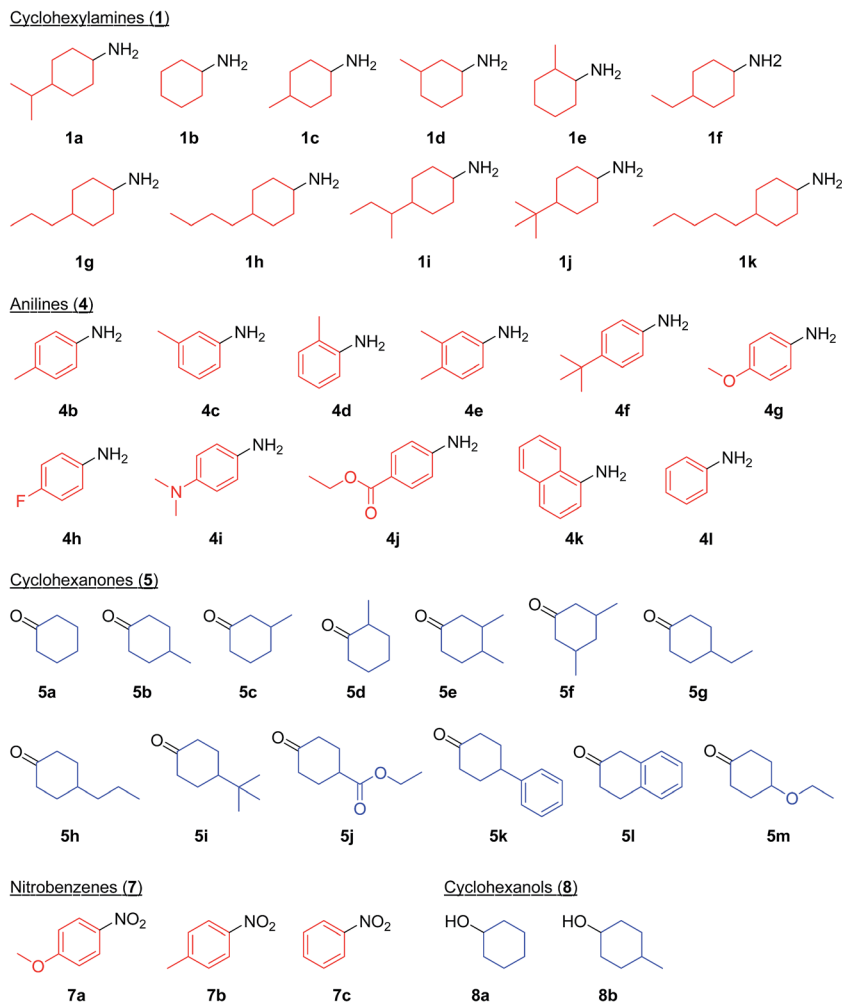 Cyclohexylamines (1)
NH2 NH2 NH2 NH2 NH2 NH2
1a 1b 1c 1d 1e 1f
NH2 NH2 NH2 NH2 NH2
1g 1h 1i 1j 1k
Anilines (4)
NH2 NH2 NH2 NH2 NH2 NH2
O
4b 4c 4d 4e 4f 4g
NH2 NH2 NH2 NH2 NH2
F N O O
4h 4i 4j 4k 4l
Cyclohexanones (5)
O O O O O O O
5a 5b 5c 5d 5e 5f 5g
O O O O O O
O O O
5h 5i 5j 5k 5l 5m
Nitrobenzenes (7) Cyclohexanols (8)
NO2 NO2 NO2 HO HO
O
7a 7b 7c 8a 8b